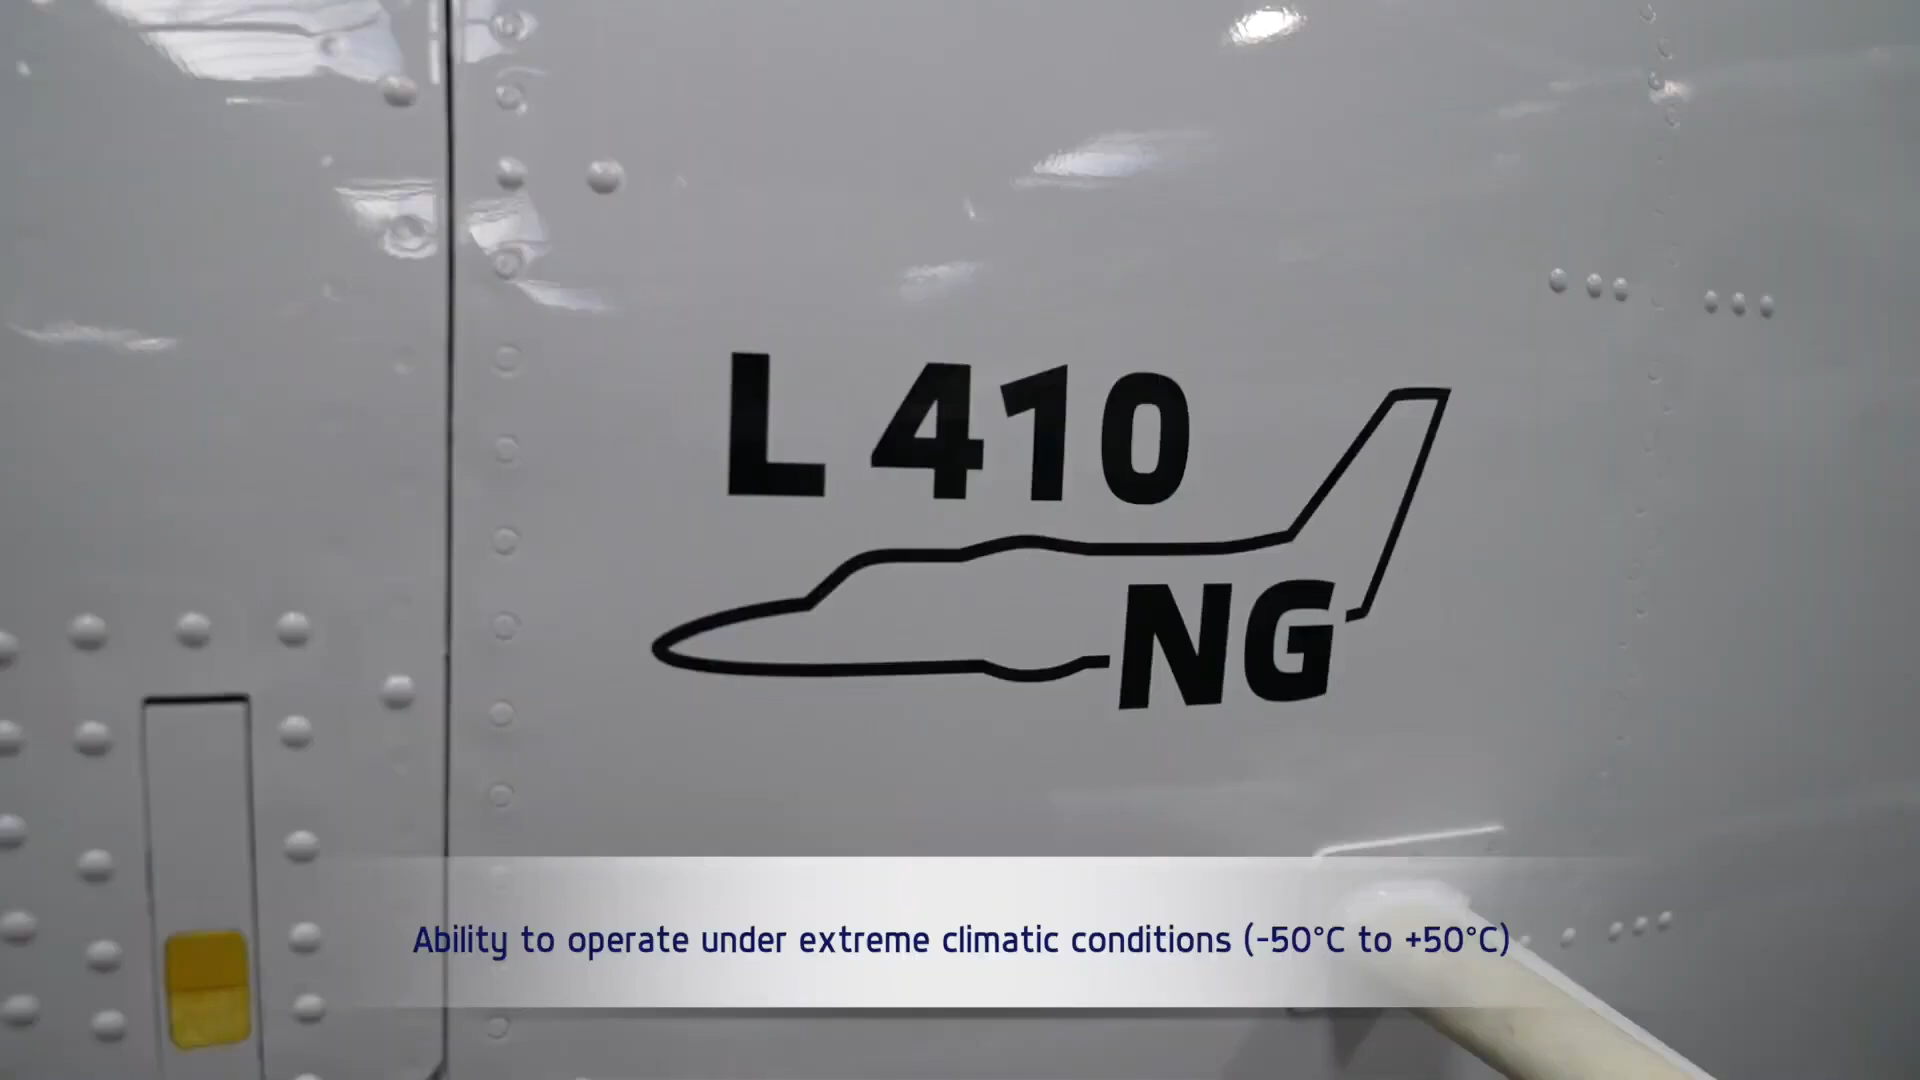 L 410
NG
Ability to operate under extreme climatic conditions (-50°C to +50°C)